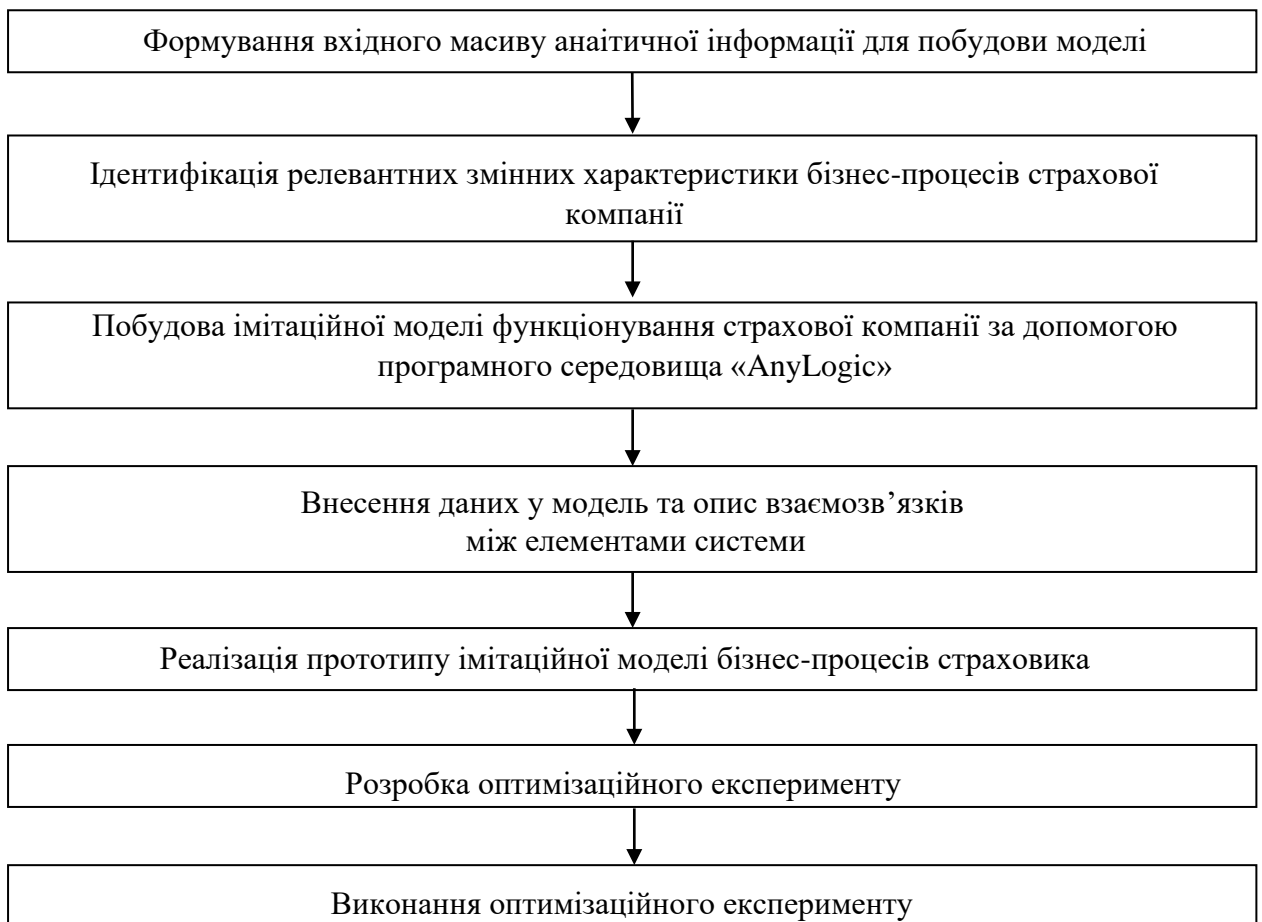 Формування вхідного масиву анаітичної інформації для побудови моделі
Ідентифікація релевантних змінних характеристики бізнес-процесів страхової
компанії
Побудова імітаційної моделі функціонування страхової компанії за допомогою
програмного середовища «AnyLogic»
Внесення даних у модель та опис взаємозв’язків
між елементами системи
Реалізація прототипу імітаційної моделі бізнес-процесів страховика
Розробка оптимізаційного експерименту
Виконання оптимізаційного експерименту